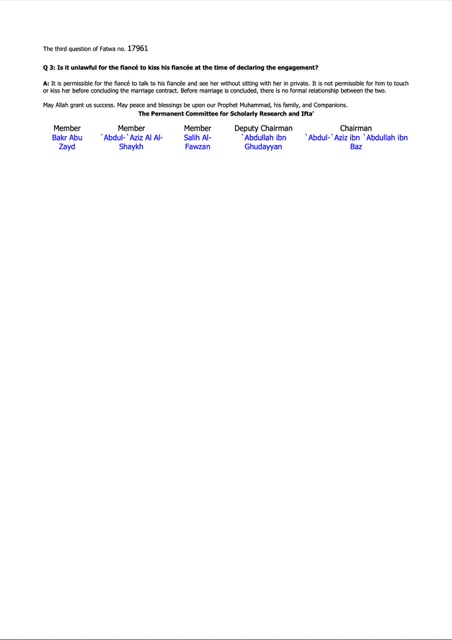 The third question of Fatwa no. 17961
Q 3: Is it unlawful for the fiancé to kiss his fiancée at the time of declaring the engagement?
A: It is permissible for the fiancé to talk to his fiancée and see her without sitting with her in private. It is not permissible for him to touch
or kiss her before concluding the marriage contract. Before marriage is concluded, there is no formal relationship between the two.
May Allah grant us success. May peace and blessings be upon our Prophet Muhammad, his family, and Companions.
The Permanent Committee for Scholarly Research and Ifta'
Member Member Member Deputy Chairman Chairman
Bakr Abu `Abdul-`Aziz Al Al- Salih Al- `Abdullah ibn `Abdul-`Aziz ibn `Abdullah ibn
Zayd Shaykh Fawzan Ghudayyan Baz